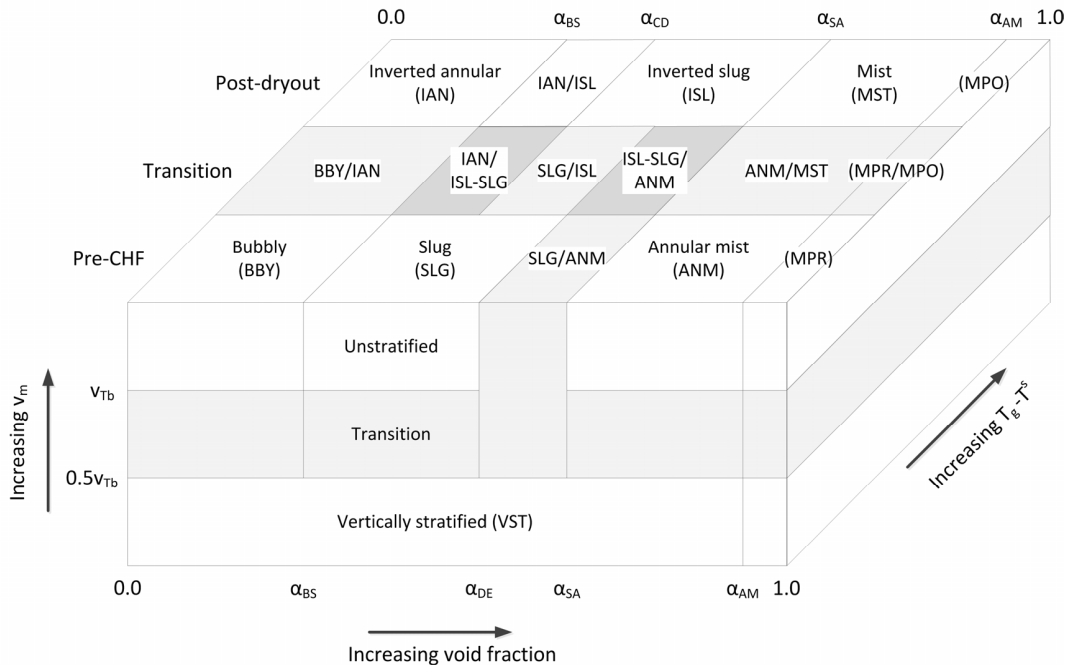 0.0 α_BS α_CD α_SA α_AM 1.0
Post-dryout
Inverted annular
(IAN)
IAN/ISL
Inverted slug
(ISL)
Mist
(MST)
(MPO)
Transition
BBY/IAN
IAN/
ISL-SLG
SLG/ISL
ISL-SLG/
ANM
ANM/MST
(MPR/MPO)
Pre-CHF
Bubbly
(BBY)
Slug
(SLG)
SLG/ANM
Annular mist
(ANM)
(MPR)
Unstratified
v_Tb
Transition
0.5v_Tb
Vertically stratified (VST)
Increasing v_m
Increasing T_g-T^s
0.0 α_BS α_DE α_SA α_AM 1.0
Increasing void fraction